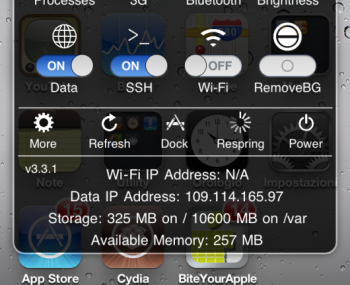 Processes 3G Bluetooth Brightness
ON ON OFF
Data SSH Wi-Fi RemoveBG
More Refresh Dock Respring Power
v3.3.1
Wi-Fi IP Address: N/A
Note Utility Orologio Impostazioni
Data IP Address: 109.114.165.97
Storage: 325 MB on / 10600 MB on /var
Available Memory: 257 MB
App Store Cydia BiteYourApple